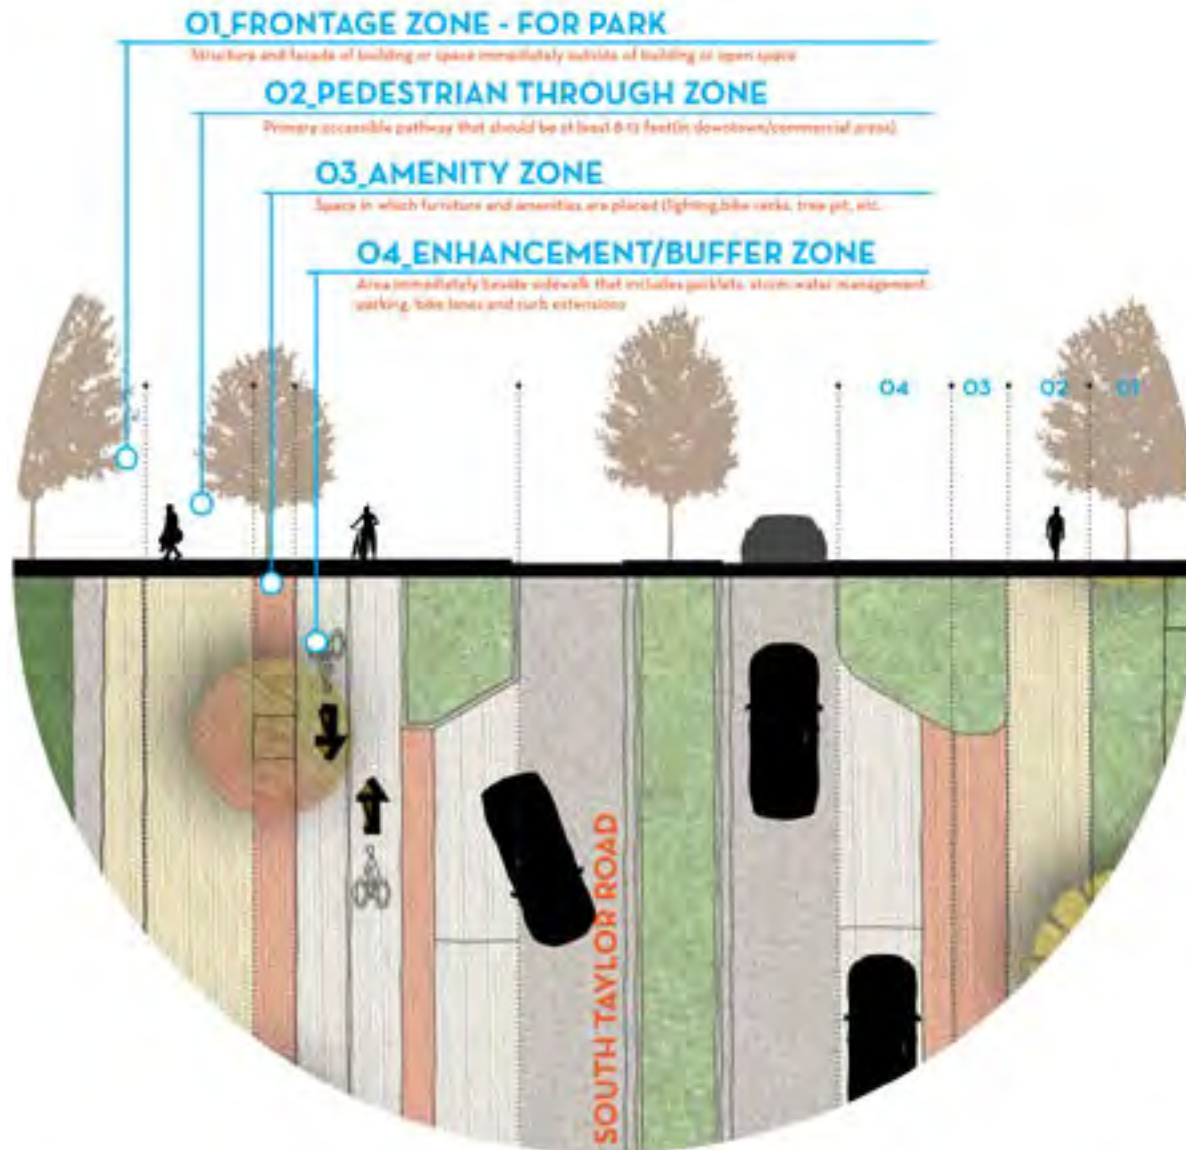 01_FRONTAGE ZONE - FOR PARK
Structure and facade of building or space immediately outside of building or open space
02_PEDESTRIAN THROUGH ZONE
Primary accessible pathway that should be at least 8-12 feet(in downtown/commercial areas)
03_AMENITY ZONE
Space in which furniture and amenities are placed (lighting,bike racks, tree pit, etc.
04_ENHANCEMENT/BUFFER ZONE
Area immediately beside sidewalk that includes parklets, storm water management,
parking, bike lanes and curb extensions
04 03 02 01
SOUTH TAYLOR ROAD